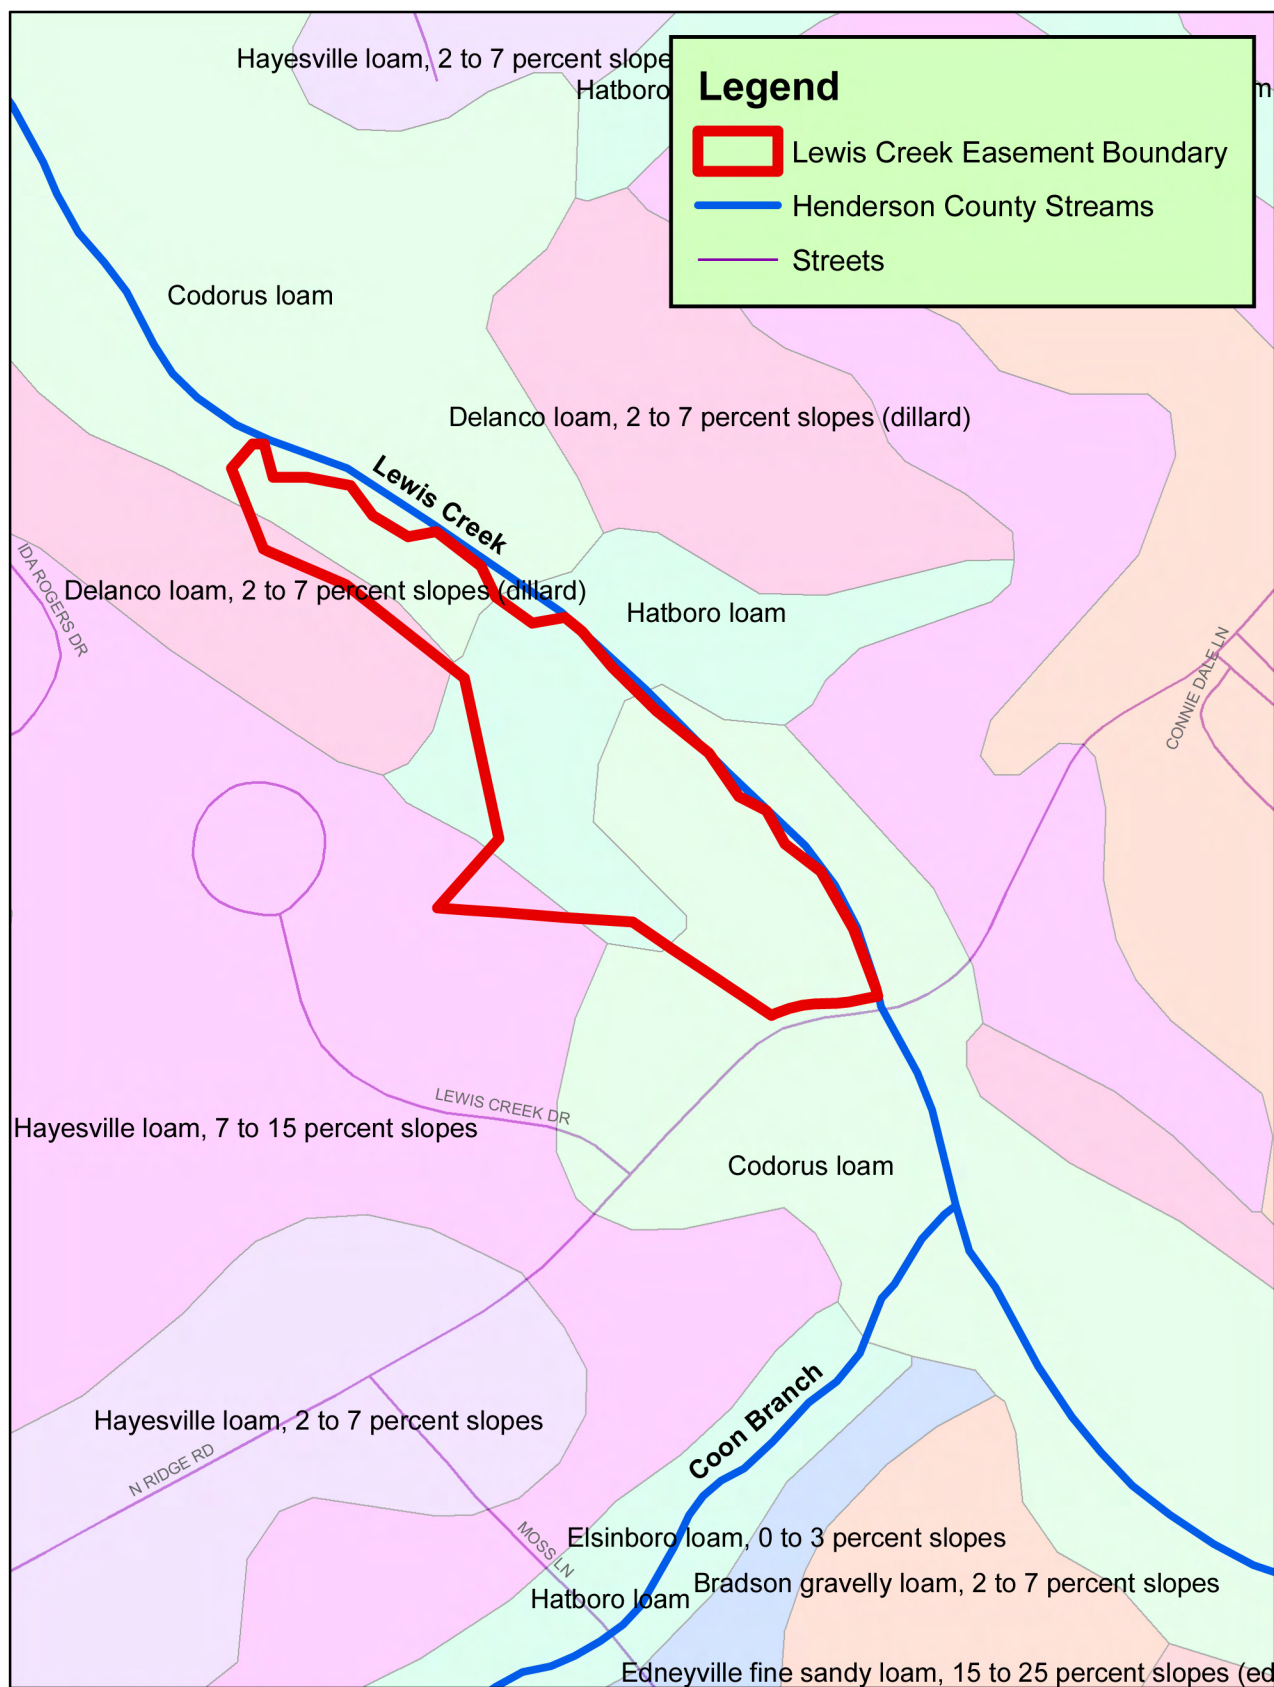 Hayesville loam, 2 to 7 percent slope
Hatboro
m
Legend
Lewis Creek Easement Boundary
Henderson County Streams
Streets
Codorus loam
Delanco loam, 2 to 7 percent slopes (dillard)
Lewis Creek
IDA ROGERS DR
Delanco loam, 2 to 7 percent slopes (dillard)
Hatboro loam
CONNIE DALE LN
LEWIS CREEK DR
Hayesville loam, 7 to 15 percent slopes
Codorus loam
Coon Branch
Hayesville loam, 2 to 7 percent slopes
N RIDGE RD
MOSS LN
Elsinboro loam, 0 to 3 percent slopes
Bradson gravelly loam, 2 to 7 percent slopes
Hatboro loam
Edneyville fine sandy loam, 15 to 25 percent slopes (ed